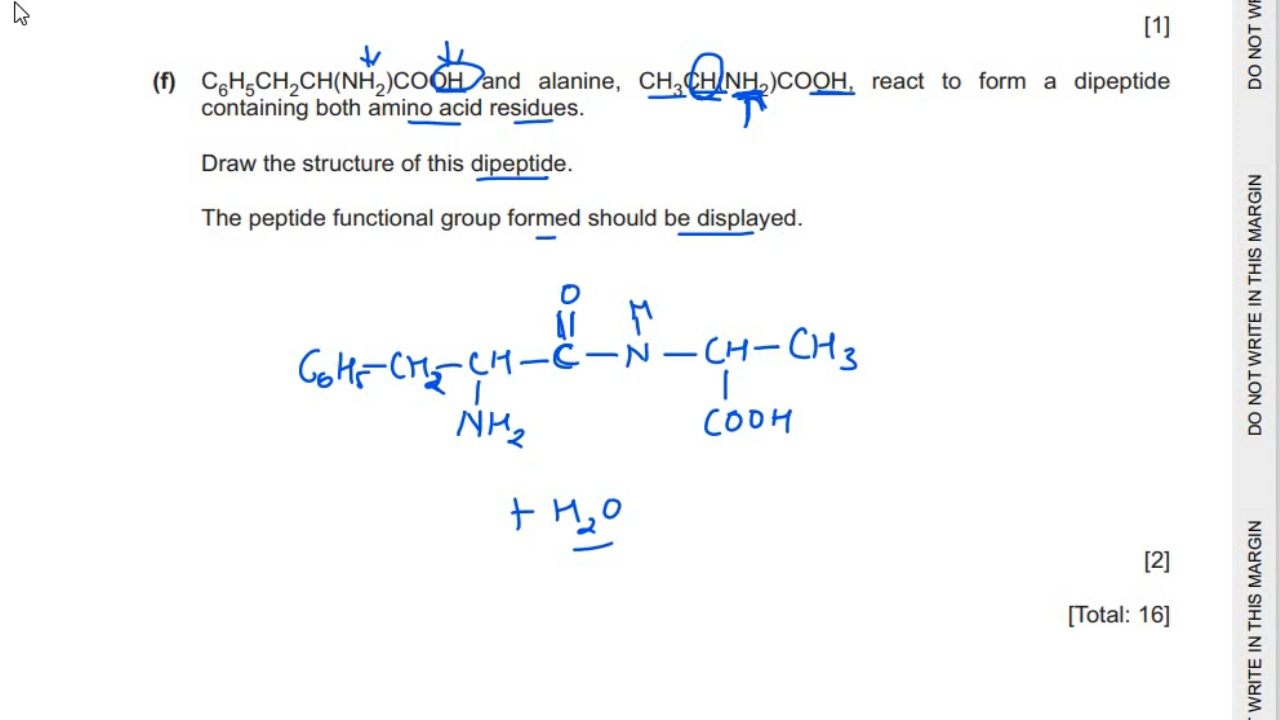 [1]
(f) C₆H₅CH₂CH(NH₂)COOH and alanine, CH₃CH(NH₂)COOH, react to form a dipeptide
containing both amino acid residues.
Draw the structure of this dipeptide.
The peptide functional group formed should be displayed.
O H
C₆H₅–CH₂–CH–C–N–CH–CH₃
NH₂ COOH
+ H₂O
[2]
[Total: 16]
DO NOT WR
DO NOT WRITE IN THIS MARGIN
WRITE IN THIS MARGIN